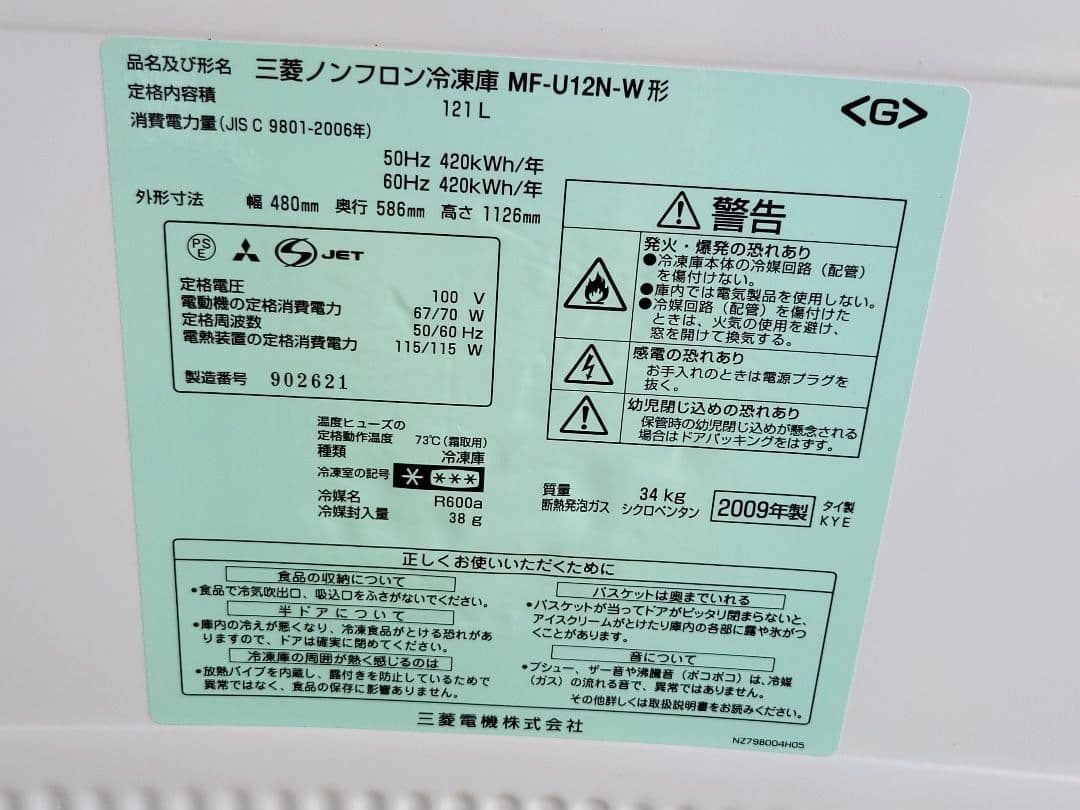 品名及び形名 三菱ノンフロン冷凍庫 MF-U12N-W形
定格内容積 121 L
<G>
消費電力量(JIS C 9801-2006年)
50Hz 420kWh/年
60Hz 420kWh/年
外形寸法 幅 480mm 奥行 586mm 高さ 1126mm
PSE JET
定格電圧 100 V
電動機の定格消費電力 67/70 W
定格周波数 50/60 Hz
電熱装置の定格消費電力 115/115 W
製造番号 902621
警告
発火・爆発の恐れあり
●冷凍庫本体の冷媒回路（配管）
を傷付けない。
●庫内では電気製品を使用しない。
●冷媒回路（配管）を傷付けた
ときは、火気の使用を避け、
窓を開けて換気する。
感電の恐れあり
お手入れのときは電源プラグを
抜く。
幼児閉じ込めの恐れあり
保管時の幼児閉じ込めが懸念される
場合はドアパッキングをはずす。
温度ヒューズの
定格動作温度 73℃(霜取用)
種類 冷凍庫
冷凍室の記号 * ***
冷媒名 R600a
冷媒封入量 38 g
質量 34 kg
断熱発泡ガス シクロペンタン
2009年製
タイ製
KYE
正しくお使いいただくために
食品の収納について
•食品で冷気吹出口、吸込口をふさがないでください。
半ドアについて
•庫内の冷えが悪くなり、冷凍食品がとける恐れがあ
りますので、ドアは確実に閉めてください。
冷凍庫の周囲が熱く感じるのは
•放熱パイプを内蔵し、露付きを防止しているためで
異常ではなく、食品の保存に影響ありません。
バスケットは奥までいれる
•バスケットが当ってドアがピッタリ閉まらないと、
アイスクリームがとけたり庫内の各部に露や氷がつ
くことがあります。
音について
•プシュー、ザー音や沸騰音（ポコポコ）は、冷媒
（ガス）の流れる音で、異常ではありません。
その他詳しくは取扱説明書をお読みください。
三菱電機株式会社
NZ79B004H05